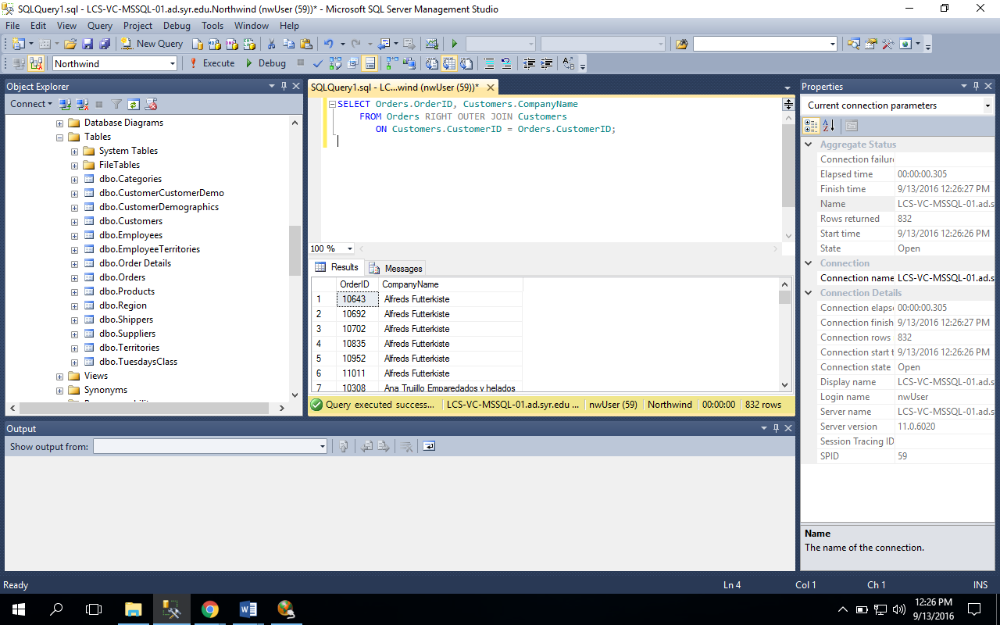 SQLQuery1.sql - LCS-VC-MSSQL-01.ad.syr.edu.Northwind (nwUser (59))* - Microsoft SQL Server Management Studio
File Edit View Query Project Debug Tools Window Help
New Query
Northwind Execute Debug
Object Explorer
Connect
Database Diagrams
Tables
System Tables
FileTables
dbo.Categories
dbo.CustomerCustomerDemo
dbo.CustomerDemographics
dbo.Customers
dbo.Employees
dbo.EmployeeTerritories
dbo.Order Details
dbo.Orders
dbo.Products
dbo.Region
dbo.Shippers
dbo.Suppliers
dbo.Territories
dbo.TuesdaysClass
Views
Synonyms
SQLQuery1.sql - LC...wind (nwUser (59))*
SELECT Orders.OrderID, Customers.CompanyName
FROM Orders RIGHT OUTER JOIN Customers
ON Customers.CustomerID = Orders.CustomerID;
100 %
Results Messages
OrderID CompanyName
1 10643 Alfreds Futterkiste
2 10692 Alfreds Futterkiste
3 10702 Alfreds Futterkiste
4 10835 Alfreds Futterkiste
5 10952 Alfreds Futterkiste
6 11011 Alfreds Futterkiste
7 10308 Ana Trujillo Emparedados y helados
Query executed success... LCS-VC-MSSQL-01.ad.syr.edu ... nwUser (59) Northwind 00:00:00 832 rows
Properties
Current connection parameters
Aggregate Status
Connection failure
Elapsed time 00:00:00.305
Finish time 9/13/2016 12:26:27 PM
Name LCS-VC-MSSQL-01.ad.s
Rows returned 832
Start time 9/13/2016 12:26:26 PM
State Open
Connection
Connection name LCS-VC-MSSQL-01.ad.s
Connection Details
Connection elaps 00:00:00.305
Connection finish 9/13/2016 12:26:27 PM
Connection rows 832
Connection start t 9/13/2016 12:26:26 PM
Connection state Open
Display name LCS-VC-MSSQL-01.ad.s
Login name nwUser
Server name LCS-VC-MSSQL-01.ad.s
Server version 11.0.6020
Session Tracing ID
SPID 59
Name
The name of the connection.
Output
Show output from:
Ready Ln 4 Col 1 Ch 1 INS
12:26 PM
9/13/2016